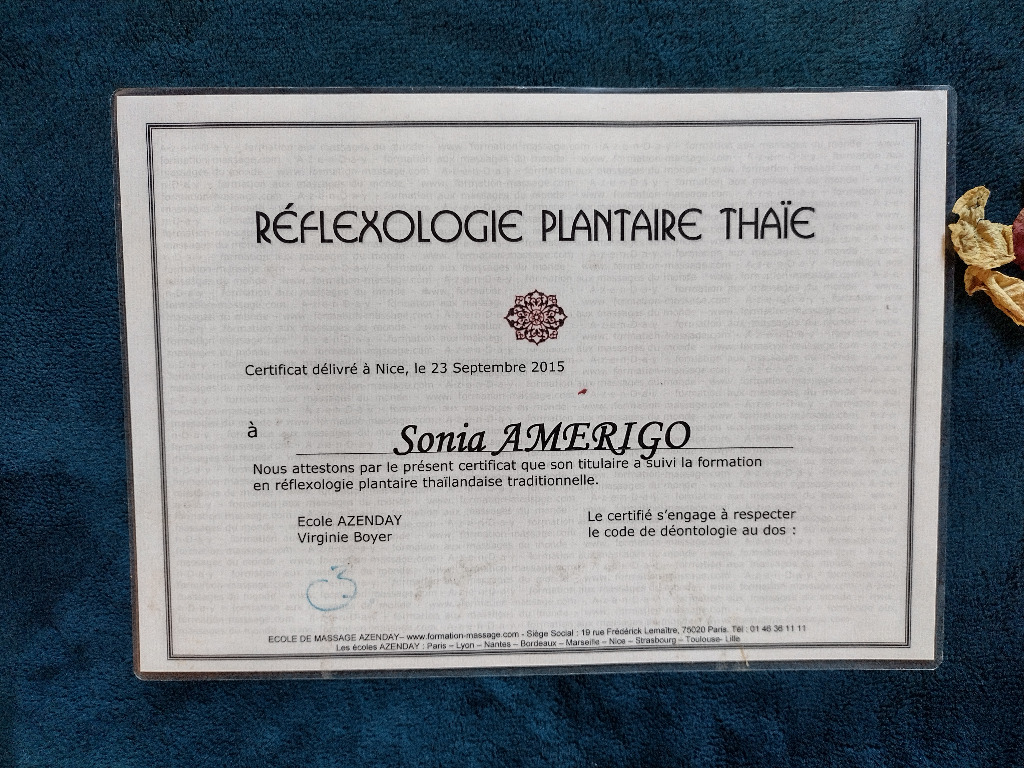 RÉFLEXOLOGIE PLANTAIRE THAÏE
Certificat délivré à Nice, le 23 Septembre 2015
à Sonia AMERIGO
Nous attestons par le présent certificat que son titulaire a suivi la formation
en réflexologie plantaire thaïlandaise traditionnelle.
Ecole AZENDAY
Virginie Boyer
Le certifié s'engage à respecter
le code de déontologie au dos :
ECOLE DE MASSAGE AZENDAY– www.formation-massage.com - Siège Social : 19 rue Frédérick Lemaître, 75020 Paris. Tél : 01 46 36 11 11
Les écoles AZENDAY : Paris – Lyon – Nantes – Bordeaux – Marseille – Nice – Strasbourg – Toulouse- Lille